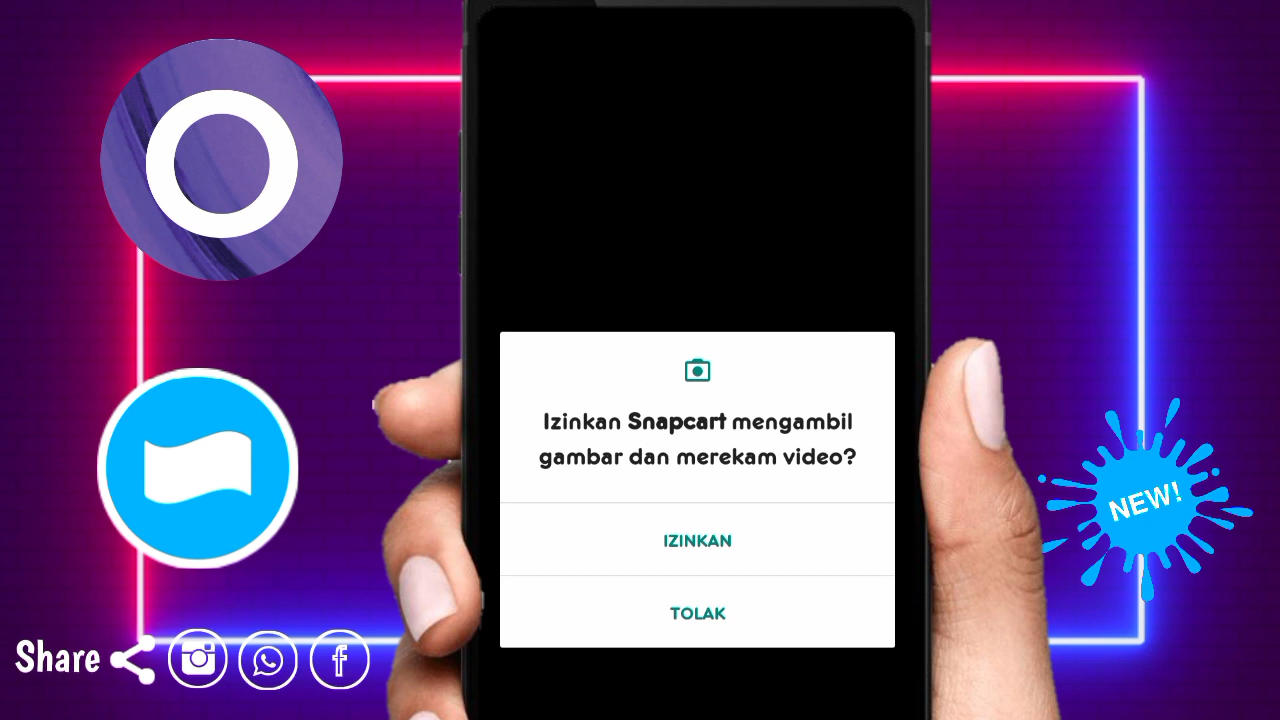 Izinkan Snapcart mengambil
gambar dan merekam video?
IZINKAN
TOLAK
NEW!
Share